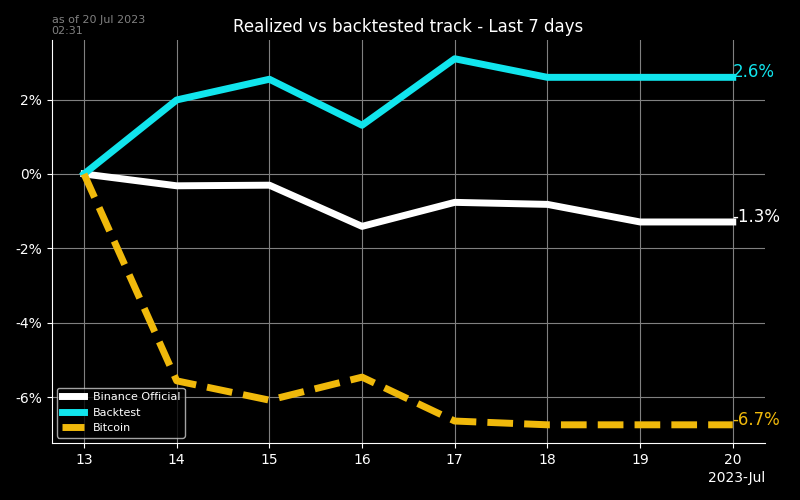 as of 20 Jul 2023
02:31
Realized vs backtested track - Last 7 days
2%
0%
-2%
-4%
-6%
2.6%
-1.3%
-6.7%
Binance Official
Backtest
Bitcoin
13 14 15 16 17 18 19 20
2023-Jul